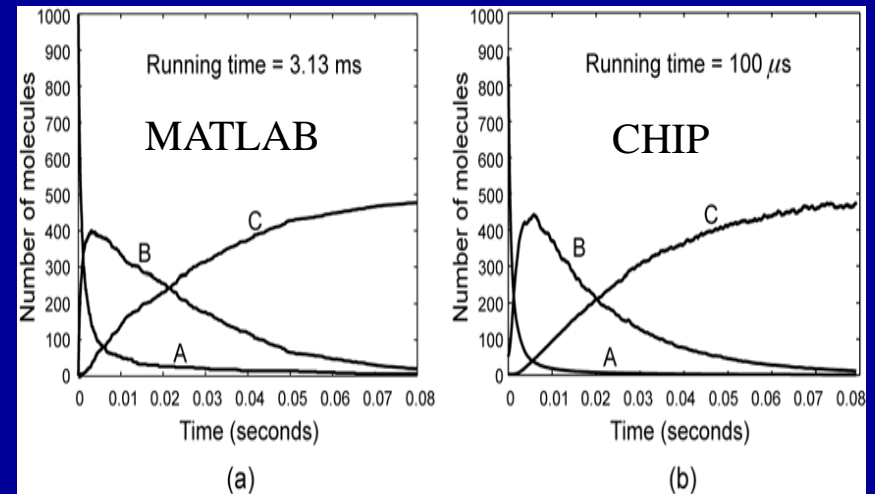 Running time = 3.13 ms
MATLAB
Number of molecules
1000
900
800
700
600
500
400
300
200
100
0
A
B
C
0 0.01 0.02 0.03 0.04 0.05 0.06 0.07 0.08
Time (seconds)
(a)
Running time = 100 μs
CHIP
Number of molecules
1000
900
800
700
600
500
400
300
200
100
0
A
B
C
0 0.01 0.02 0.03 0.04 0.05 0.06 0.07 0.08
Time (seconds)
(b)